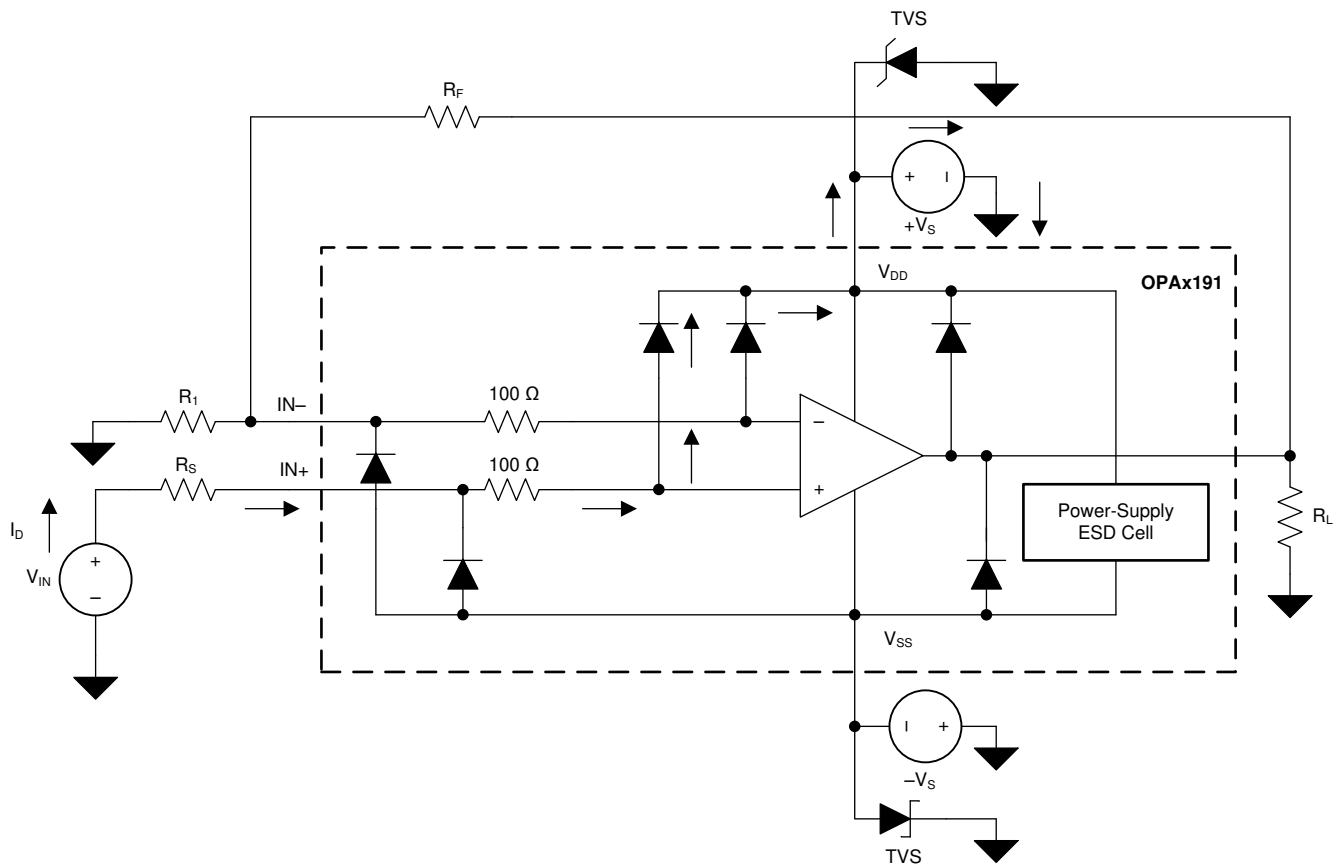 TVS
R_F
+ –
+V_S
V_DD
OPAx191
R_1
IN–
100 Ω
–
R_S
IN+
100 Ω
+
Power-Supply
ESD Cell
R_L
I_D
V_IN
+
–
V_SS
– +
–V_S
TVS